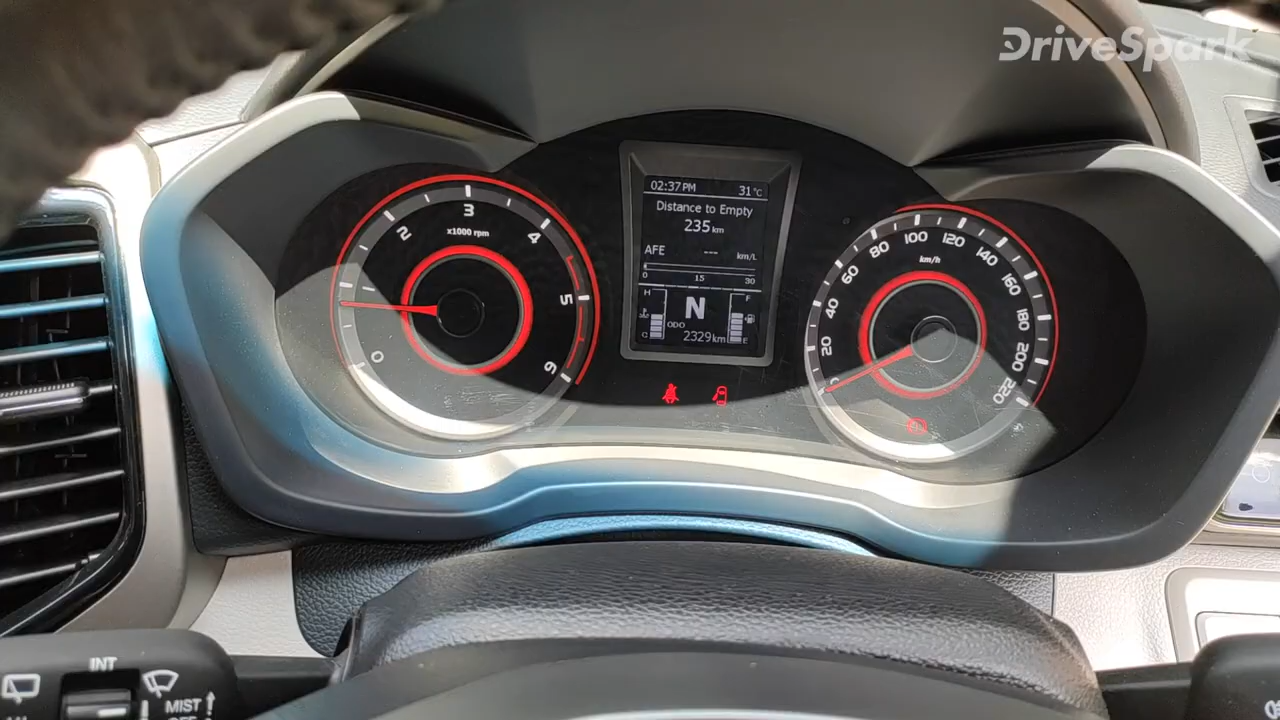 DriveSpark
02:37 PM 31°C
Distance to Empty
235 km
AFE --- km/L
0 15 30
H F
N
C E
ODO 2329 km
0 1 2 3 4 5 6
x1000 rpm
0 20 40 60 80 100 120 140 160 180 200 220
km/h
INT
MIST
OFF